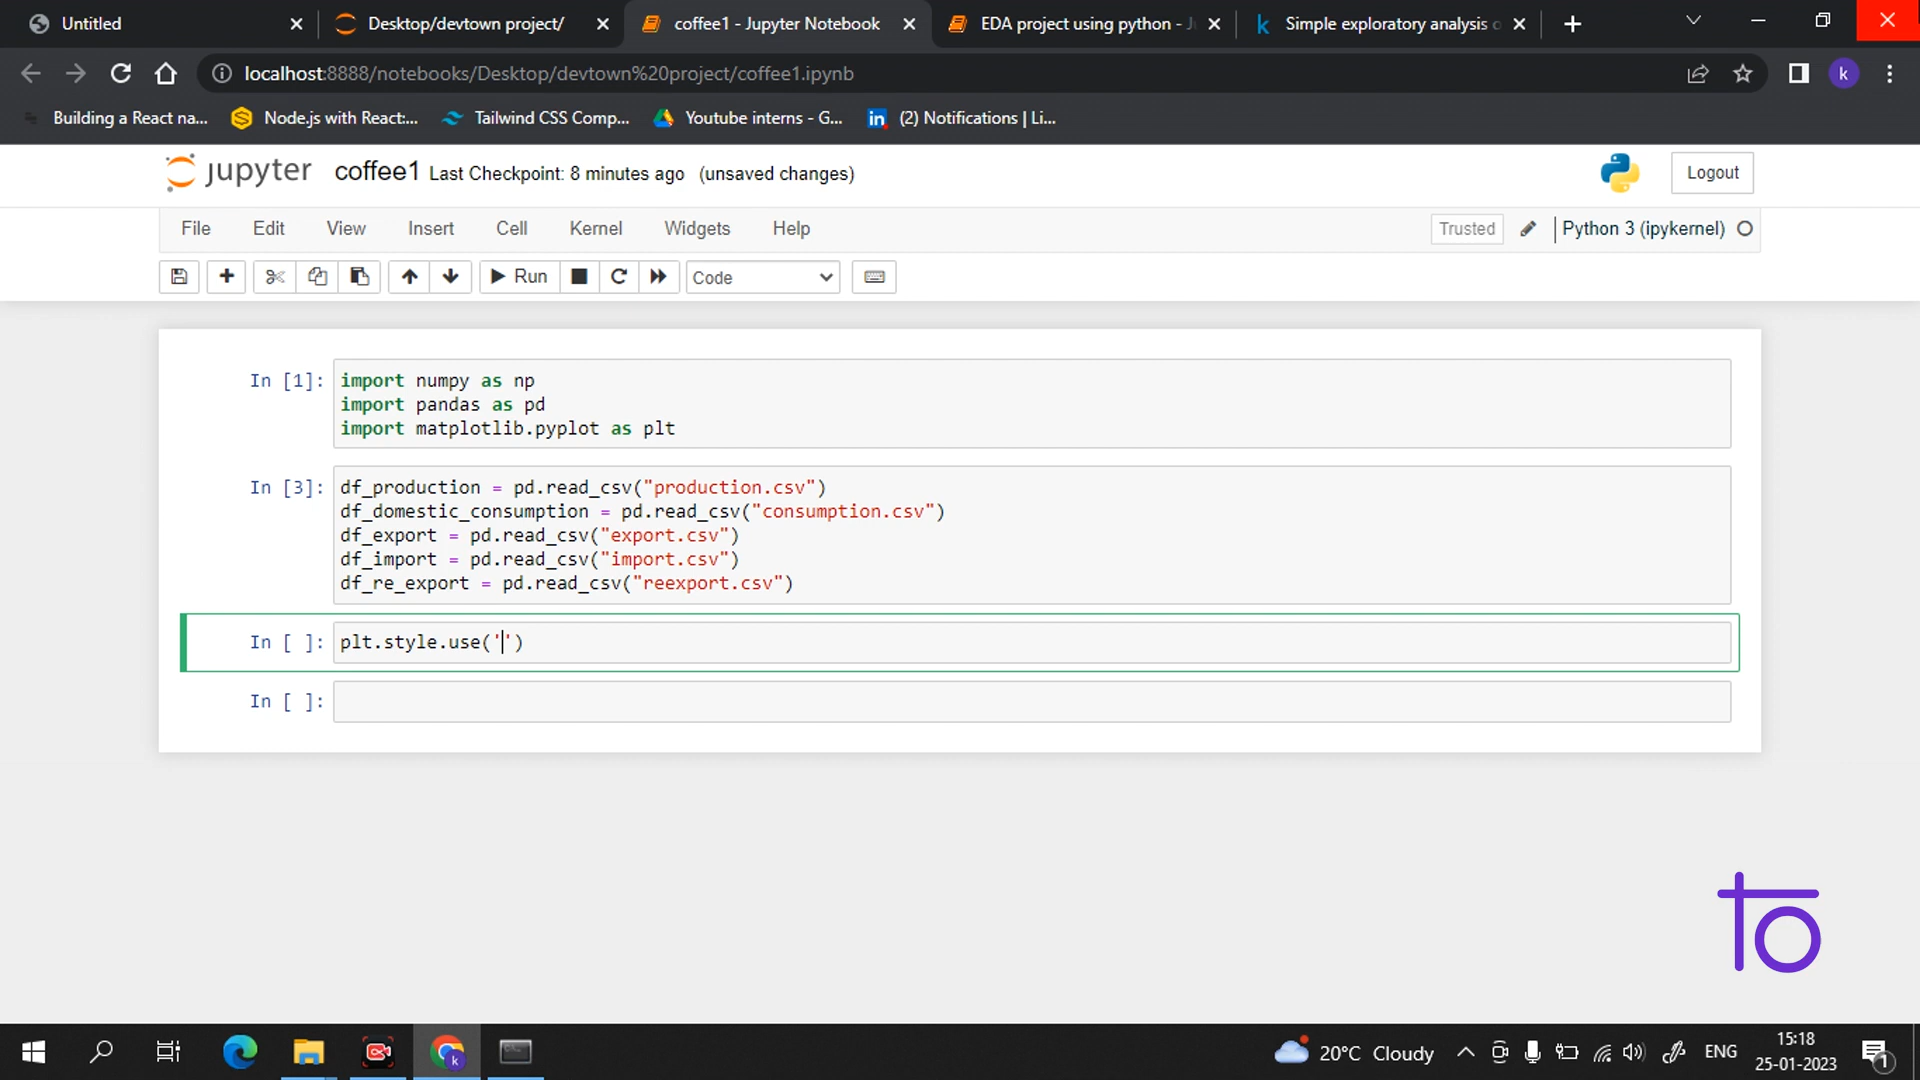 Untitled
Desktop/devtown project/
coffee1 - Jupyter Notebook
EDA project using python - J
Simple exploratory analysis o
localhost:8888/notebooks/Desktop/devtown%20project/coffee1.ipynb
k
Building a React na...
Node.js with React:...
Tailwind CSS Comp...
Youtube interns - G...
(2) Notifications | Li...
jupyter coffee1 Last Checkpoint: 8 minutes ago (unsaved changes)
Logout
File Edit View Insert Cell Kernel Widgets Help
Trusted
Python 3 (ipykernel)
Run
Code
In [1]:
import numpy as np
import pandas as pd
import matplotlib.pyplot as plt
In [3]:
df_production = pd.read_csv("production.csv")
df_domestic_consumption = pd.read_csv("consumption.csv")
df_export = pd.read_csv("export.csv")
df_import = pd.read_csv("import.csv")
df_re_export = pd.read_csv("reexport.csv")
In [ ]:
plt.style.use('')
In [ ]:
to
20°C Cloudy
ENG
15:18
25-01-2023
1